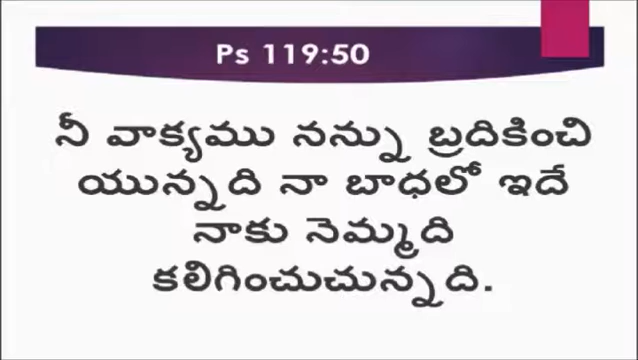 Ps 119:50
నీ వాక్యము నన్ను బ్రదికించి
యున్నది నా బాధలో ఇదే
నాకు నెమ్మది
కలిగించుచున్నది.